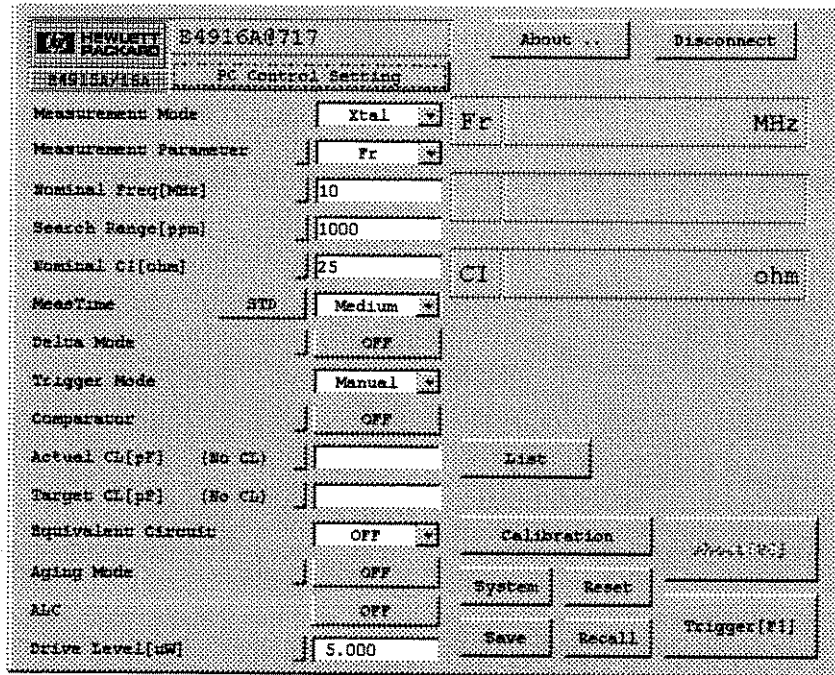 HEWLETT
PACKARD
E4916A@717
About ..
Disconnect
E4915A/16A
PC Control Setting
Measurement Mode
Xtal
Fr
MHz
Measurement Parameter
Fr
Nominal Freq[MHz]
10
Search Range[ppm]
1000
Nominal CI[ohm]
25
CI
ohm
MeasTime
STD
Medium
Delta Mode
OFF
Trigger Mode
Manual
Comparator
OFF
Actual CL[pF] (No CL)
List
Target CL[pF] (No CL)
Equivalent Circuit
OFF
Calibration
Aging Mode
OFF
System
Reset
ALC
OFF
Save
Recall
Trigger[F1]
Drive Level[uW]
5.000